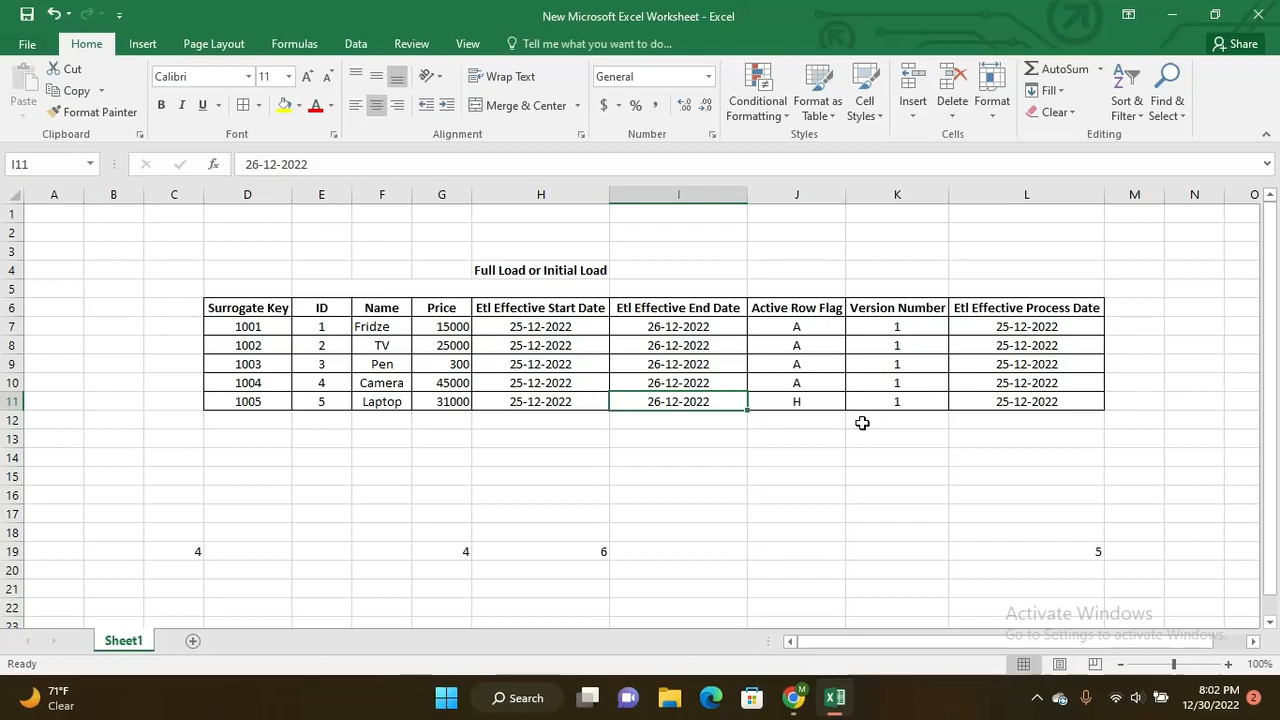 New Microsoft Excel Worksheet - Excel
File Home Insert Page Layout Formulas Data Review View Tell me what you want to do... Share
Paste Cut Copy Format Painter
Calibri 11 B I U A A A
Wrap Text Merge & Center
General $ % ,
Conditional Formatting Format as Table Cell Styles
Insert Delete Format
AutoSum Fill Clear Sort & Filter Find & Select
Clipboard Font Alignment Number Styles Cells Editing
I11 fx 26-12-2022
A B C D E F G H I J K L M N O
1
2
3
4 Full Load or Initial Load
5
6 Surrogate Key ID Name Price Etl Effective Start Date Etl Effective End Date Active Row Flag Version Number Etl Effective Process Date
7 1001 1 Fridze 15000 25-12-2022 26-12-2022 A 1 25-12-2022
8 1002 2 TV 25000 25-12-2022 26-12-2022 A 1 25-12-2022
9 1003 3 Pen 300 25-12-2022 26-12-2022 A 1 25-12-2022
10 1004 4 Camera 45000 25-12-2022 26-12-2022 A 1 25-12-2022
11 1005 5 Laptop 31000 25-12-2022 26-12-2022 H 1 25-12-2022
12
13
14
15
16
17
18
19 4 4 6 5
20
21
22
23
Activate Windows
Go to Settings to activate Windows.
Sheet1
Ready 100%
71°F
Clear
Search
M
8:02 PM
12/30/2022
2